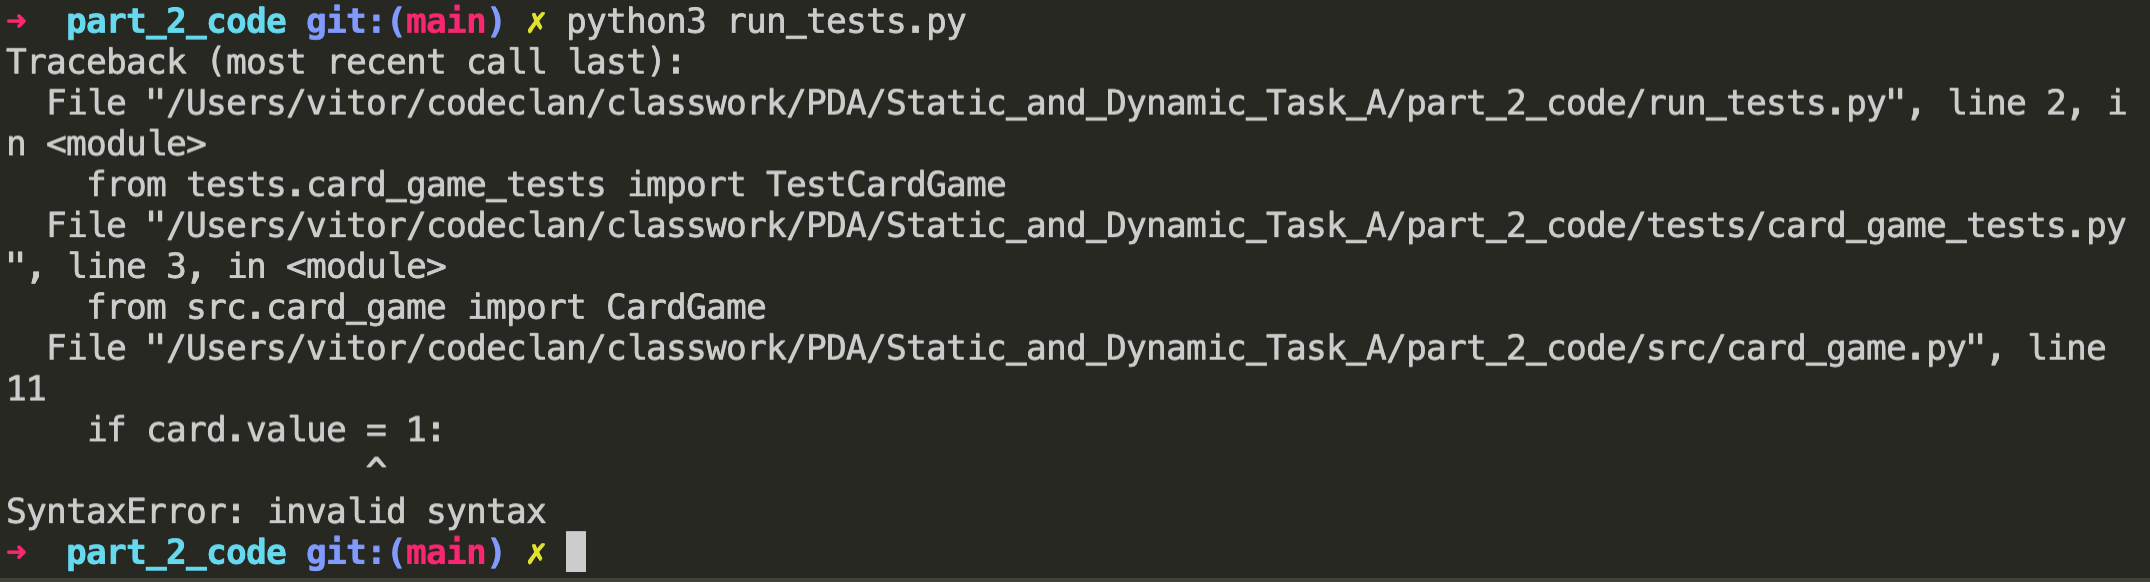 → part_2_code git:(main) ✗ python3 run_tests.py
Traceback (most recent call last):
  File "/Users/vitor/codeclan/classwork/PDA/Static_and_Dynamic_Task_A/part_2_code/run_tests.py", line 2, i
n <module>
    from tests.card_game_tests import TestCardGame
  File "/Users/vitor/codeclan/classwork/PDA/Static_and_Dynamic_Task_A/part_2_code/tests/card_game_tests.py
", line 3, in <module>
    from src.card_game import CardGame
  File "/Users/vitor/codeclan/classwork/PDA/Static_and_Dynamic_Task_A/part_2_code/src/card_game.py", line
11
    if card.value = 1:
                  ^
SyntaxError: invalid syntax
→ part_2_code git:(main) ✗